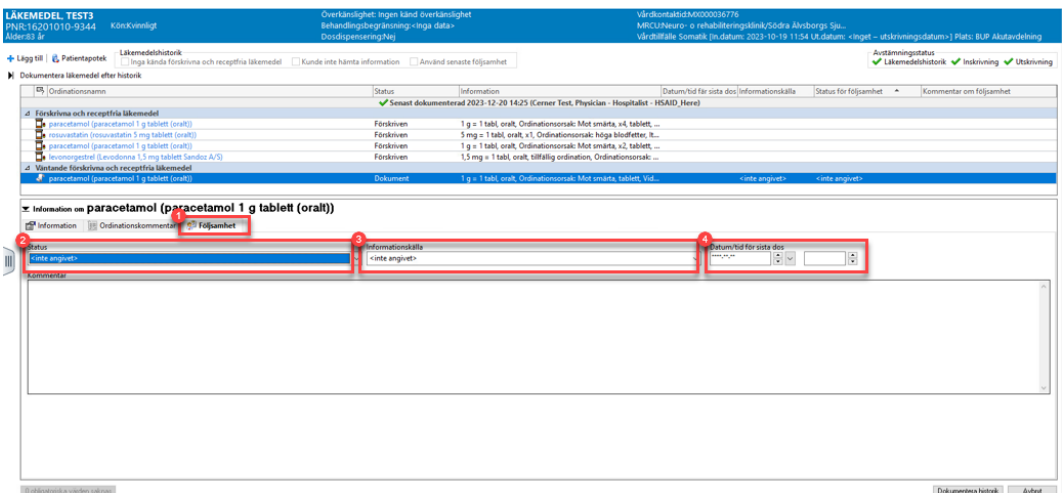 LÄKEMEDEL, TEST3
Överkänslighet: Ingen känd överkänslighet
Vårdkontaktid:MX000036776
PNR:16201010-9344 Kön:Kvinnligt
Behandlingsbegränsning:<Inga data>
MRCU:Neuro- o rehabiliteringsklinik/Södra Älvsborgs Sju...
Ålder:83 år
Dosdispensering:Nej
Vårdtillfälle Somatik [In.datum: 2023-10-19 11:54 Ut.datum: <Inget – utskrivningsdatum>] Plats: BUP Akutavdelning
Lägg till Patientapotek
Läkemedelshistorik
Inga kända förskrivna och receptfria läkemedel Kunde inte hämta information Använd senaste följsamhet
Avstämningsstatus
Läkemedelshistorik Inskrivning Utskrivning
Dokumentera läkemedel efter historik
Ordinationsnamn Status Information Datum/tid får sista dos Informationskälla Status för följsamhet Kommentar om följsamhet
Senast dokumenterad 2023-12-20 14:25 (Cerner Test, Physician - Hospitalist - HSAID_Here)
Förskrivna och receptfria läkemedel
paracetamol (paracetamol 1 g tablett (oralt)) Förskriven 1 g = 1 tabl, oralt, Ordinationsorsak: Mot smärta, x4, tablett, ...
rosuvastatin (rosuvastatin 5 mg tablett (oralt)) Förskriven 5 mg = 1 tabl, oralt, x1, Ordinationsorsak: höga blodfetter, It...
paracetamol (paracetamol 1 g tablett (oralt)) Förskriven 1 g = 1 tabl, oralt, Ordinationsorsak: Mot smärta, x2, tablett, ...
levonorgestrel (Levodonna 1,5 mg tablett Sandoz A/S) Förskriven 1,5 mg = 1 tabl, oralt, tillfällig ordination, Ordinationsorsak: ...
Väntande förskrivna och receptfria läkemedel
paracetamol (paracetamol 1 g tablett (oralt)) Dokument 1 g = 1 tabl, oralt, Ordinationsorsak: Mot smärta, tablett, Vid... <inte angivet> <inte angivet>
Information om paracetamol (paracetamol 1 g tablett (oralt))
1
Information Ordinationskommentar Följsamhet
2 3 4
Status Informationskälla Datum/tid för sista dos
<inte angivet> <inte angivet> ****-**-**
Kommentar
0 obligatoriska värden saknas Dokumentera historik Avbryt